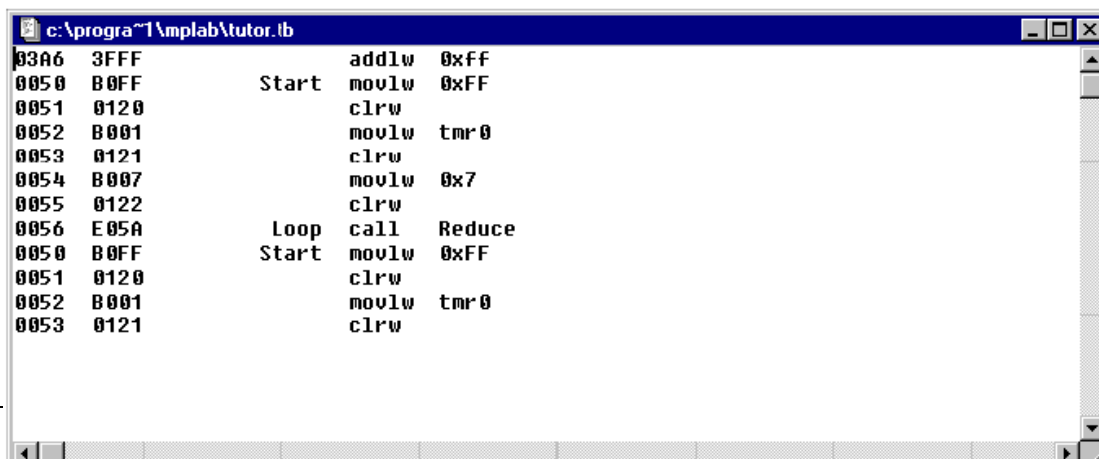 c:\progra~1\mplab\tutor.tb
03A6 3FFF addlw 0xff
0050 B0FF Start movlw 0xFF
0051 0120 clrw
0052 B001 movlw tmr0
0053 0121 clrw
0054 B007 movlw 0x7
0055 0122 clrw
0056 E05A Loop call Reduce
0050 B0FF Start movlw 0xFF
0051 0120 clrw
0052 B001 movlw tmr0
0053 0121 clrw